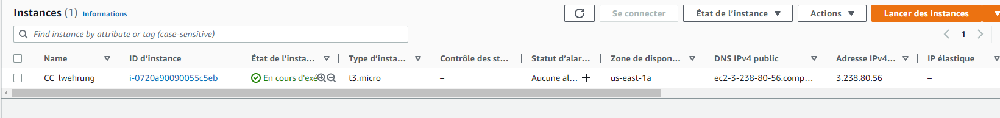 Instances (1) Informations
Se connecter État de l'instance Actions Lancer des instances
Find instance by attribute or tag (case-sensitive)
1
Name ID d'instance État de l'insta... Type d'insta... Contrôle des st... Statut d'alar... Zone de dispon... DNS IPv4 public Adresse IPv4... IP élastique
CC_lwehrung i-0720a90090055c5eb En cours d'exé t3.micro – Aucune al... us-east-1a ec2-3-238-80-56.comp... 3.238.80.56 –